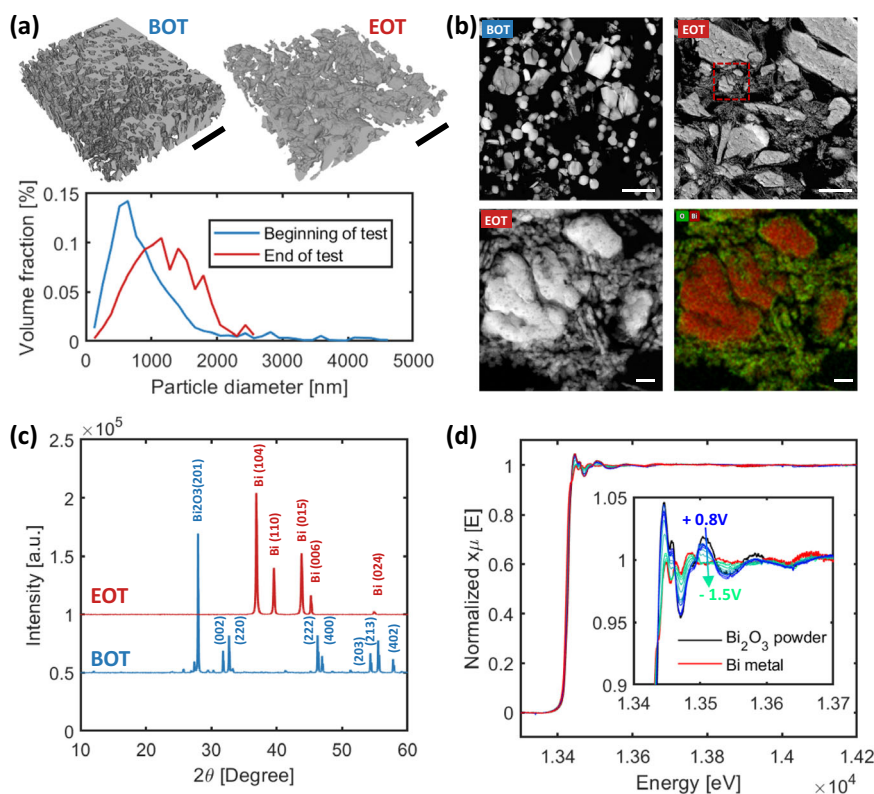 (a)
BOT
EOT
Volume fraction [%]
0.15
0.1
0.05
0
Beginning of test
End of test
0 1000 2000 3000 4000 5000
Particle diameter [nm]
(b)
BOT
EOT
EOT
O Bi
(c)
× 10⁵
Intensity [a.u.]
2.5
2
1.5
1
0.5
0
Bi2O3(201)
Bi (104)
Bi (110)
Bi (015)
Bi (006)
Bi (024)
EOT
BOT
(002)
(220)
(222)
(400)
(203)
(213)
(402)
10 20 30 40 50 60
2θ [Degree]
(d)
Normalized xμ [E]
1
0.8
0.6
0.4
0.2
0
1.05
1
0.95
0.9
+ 0.8V
- 1.5V
Bi₂O₃ powder
Bi metal
1.34 1.35 1.36 1.37
1.34 1.36 1.38 1.4 1.42
Energy [eV]
× 10⁴